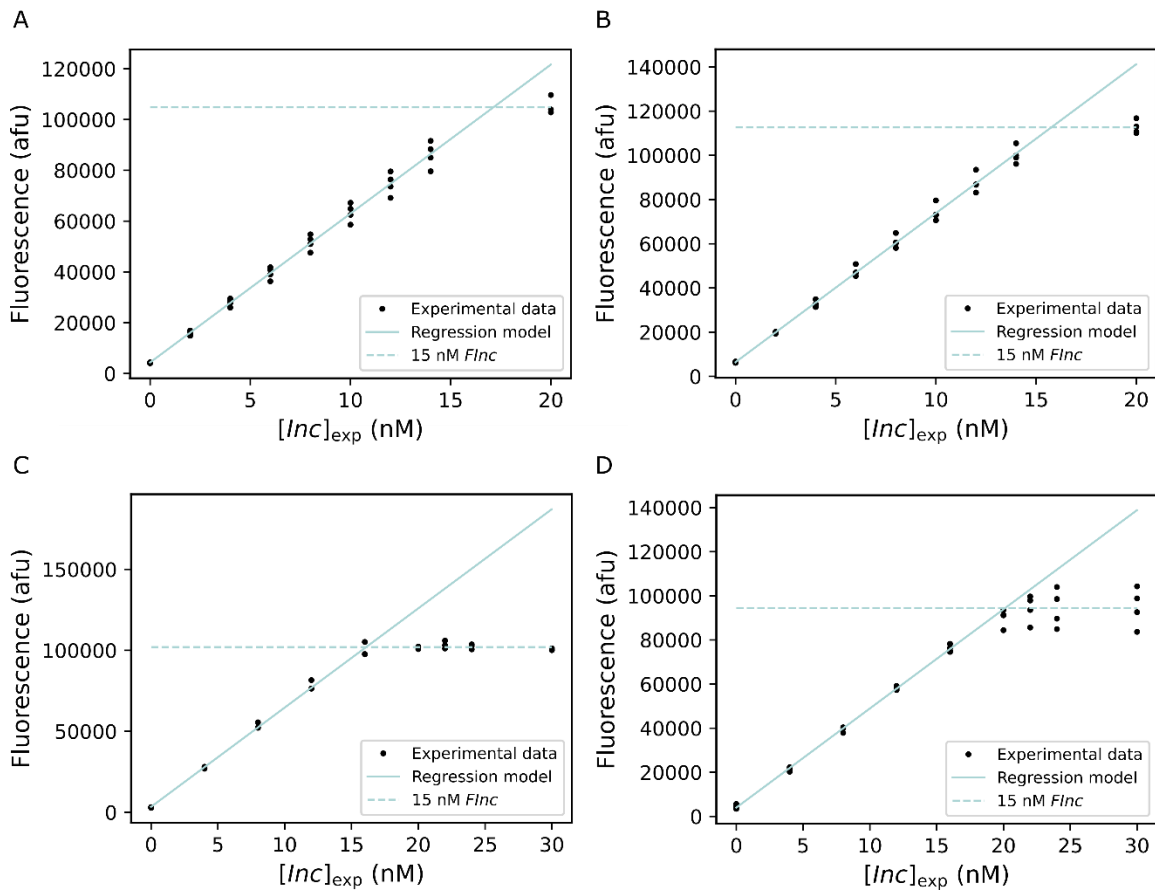 A
120000
100000
80000
60000
40000
20000
0
Fluorescence (afu)
0 5 10 15 20
[Inc]exp (nM)
Experimental data
Regression model
15 nM FInc
B
140000
120000
100000
80000
60000
40000
20000
0
Fluorescence (afu)
0 5 10 15 20
[Inc]exp (nM)
Experimental data
Regression model
15 nM FInc
C
150000
100000
50000
0
Fluorescence (afu)
0 5 10 15 20 25 30
[Inc]exp (nM)
Experimental data
Regression model
15 nM FInc
D
140000
120000
100000
80000
60000
40000
20000
0
Fluorescence (afu)
0 5 10 15 20 25 30
[Inc]exp (nM)
Experimental data
Regression model
15 nM FInc